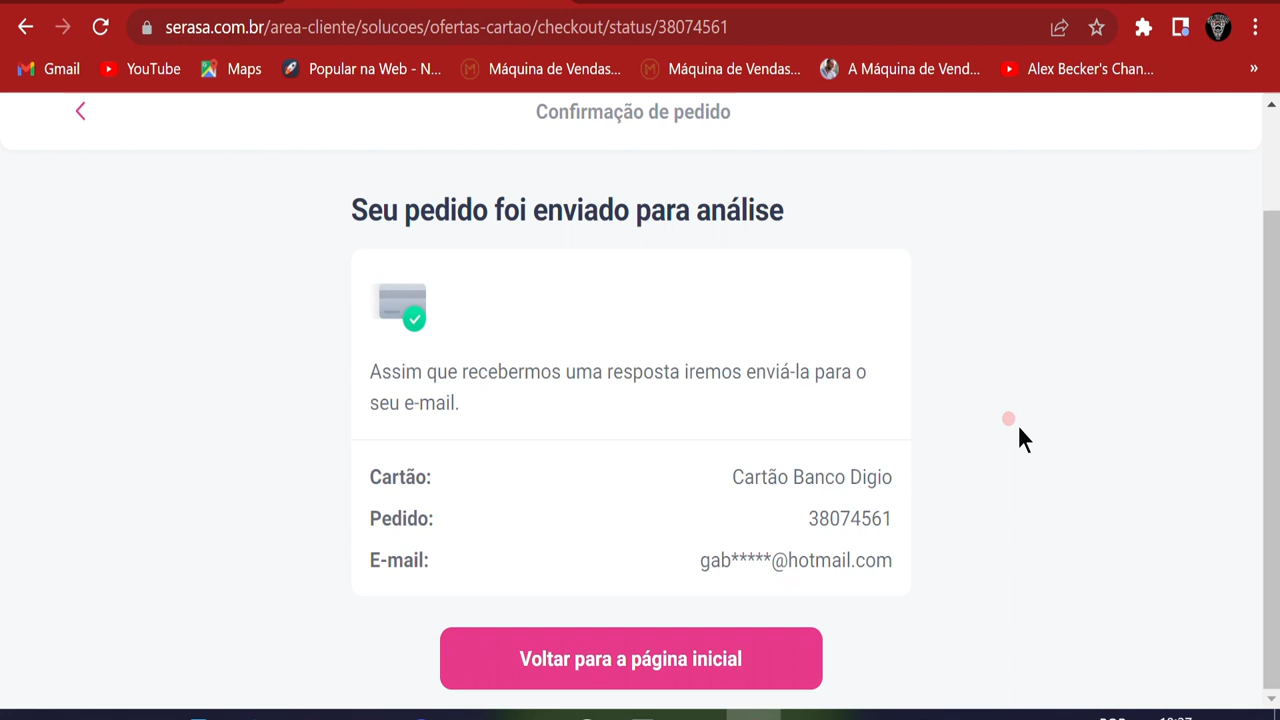 serasa.com.br/area-cliente/solucoes/ofertas-cartao/checkout/status/38074561
Gmail YouTube Maps Popular na Web - N... Máquina de Vendas... Máquina de Vendas... A Máquina de Vend... Alex Becker's Chan... »
Confirmação de pedido
Seu pedido foi enviado para análise
Assim que recebermos uma resposta iremos enviá-la para o
seu e-mail.
Cartão: Cartão Banco Digio
Pedido: 38074561
E-mail: gab*****@hotmail.com
Voltar para a página inicial